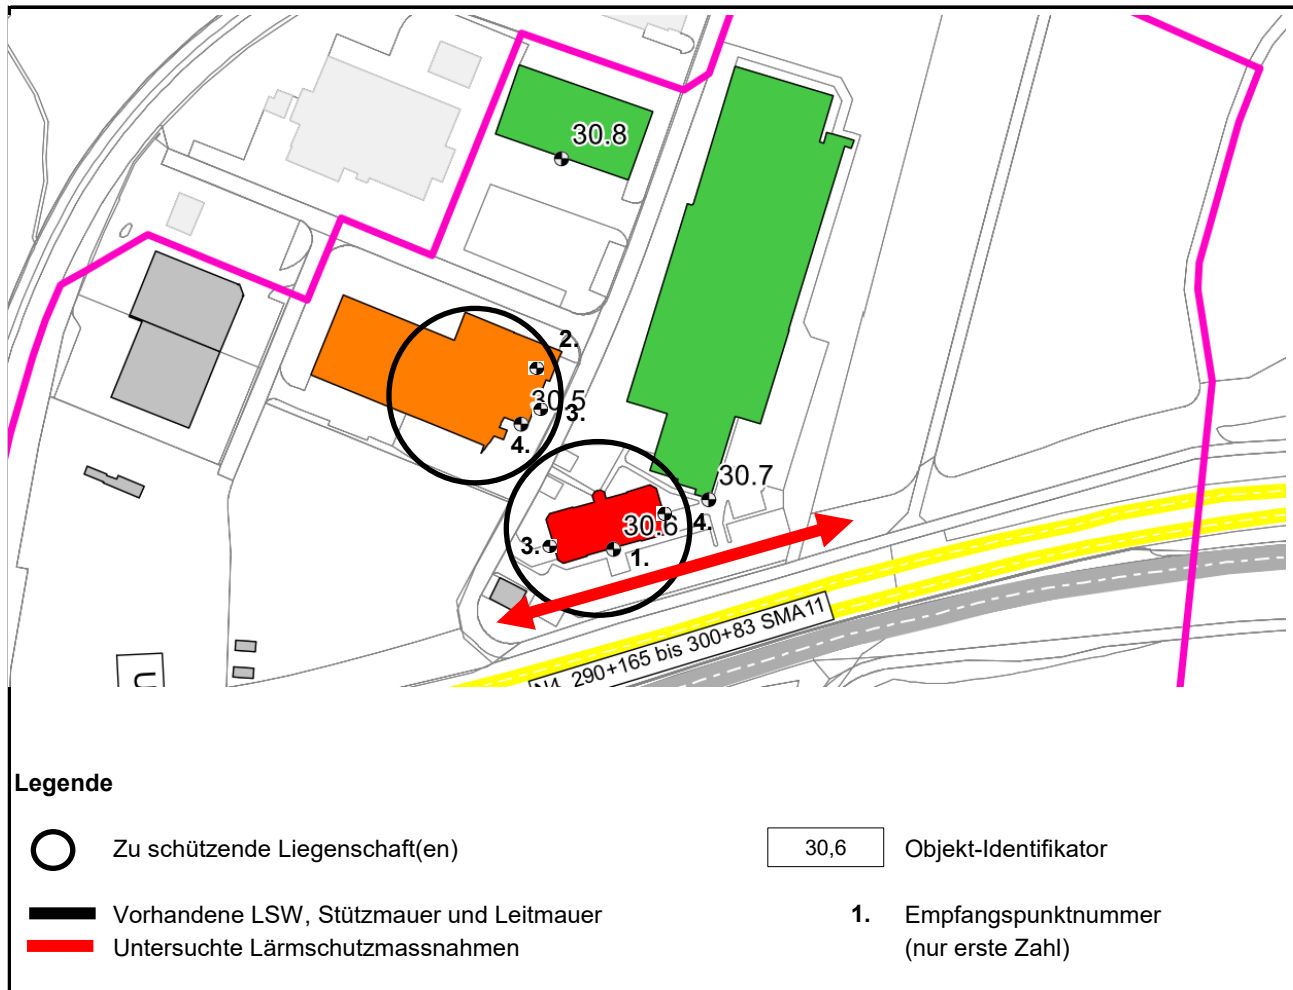 30.8
2.
30.5
3.
4.
30.7
30.6
4.
3.
1.
N4 290+165 bis 300+83 SMA11
U
Legende
Zu schützende Liegenschaft(en)
30,6 Objekt-Identifikator
Vorhandene LSW, Stützmauer und Leitmauer
1. Empfangspunktnummer
Untersuchte Lärmschutzmassnahmen
(nur erste Zahl)